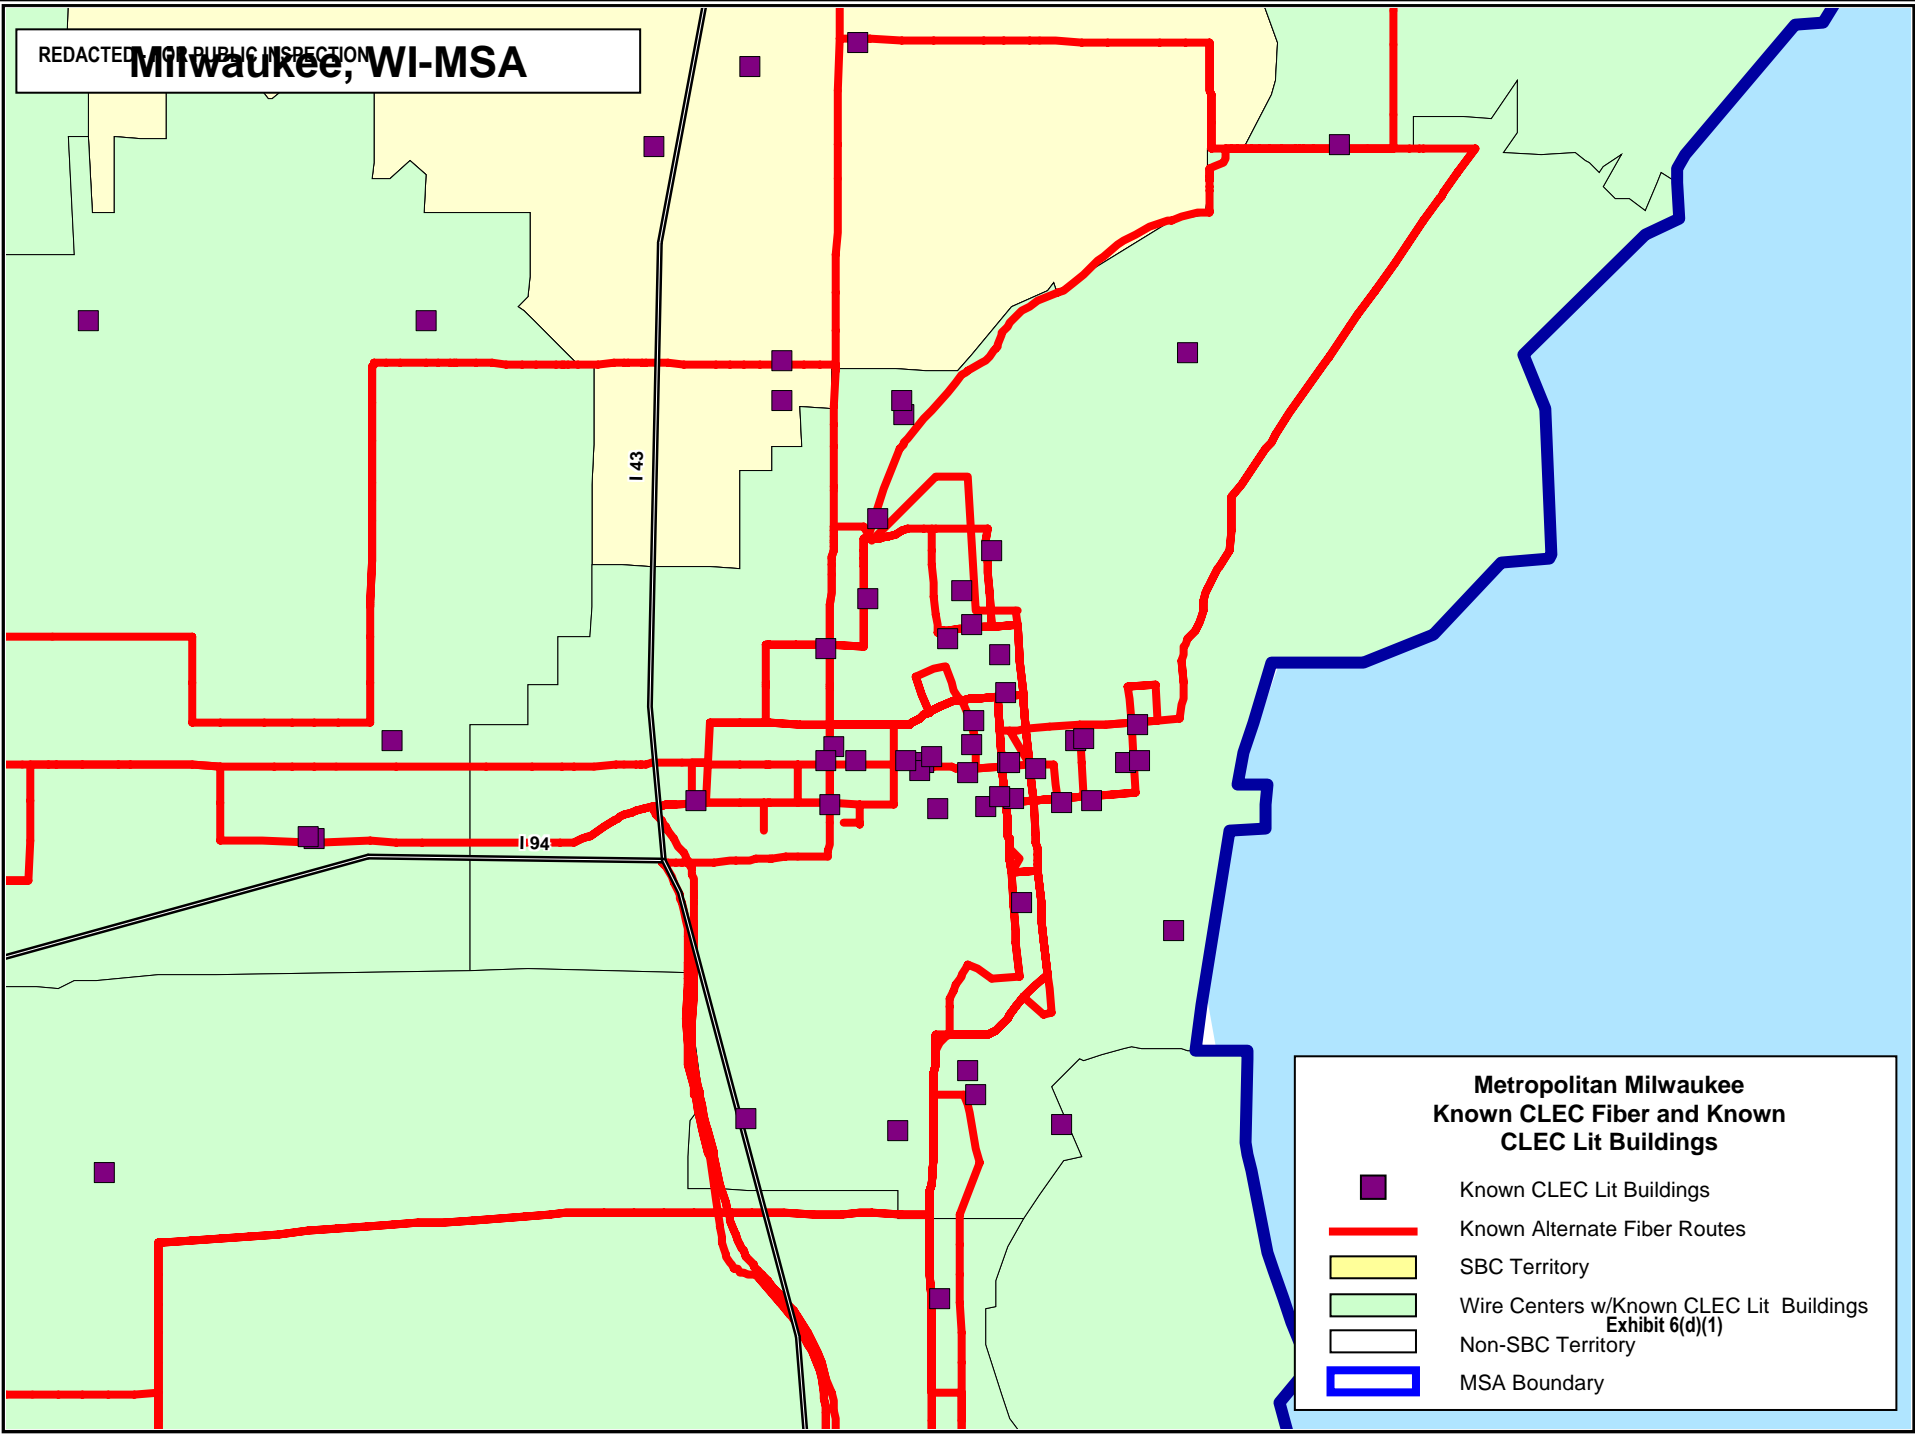 REDACTED - FOR PUBLIC INSPECTION
Milwaukee, WI-MSA
I 43
I 94
Metropolitan Milwaukee
Known CLEC Fiber and Known
CLEC Lit Buildings
Known CLEC Lit Buildings
Known Alternate Fiber Routes
SBC Territory
Wire Centers w/Known CLEC Lit Buildings
Exhibit 6(d)(1)
Non-SBC Territory
MSA Boundary